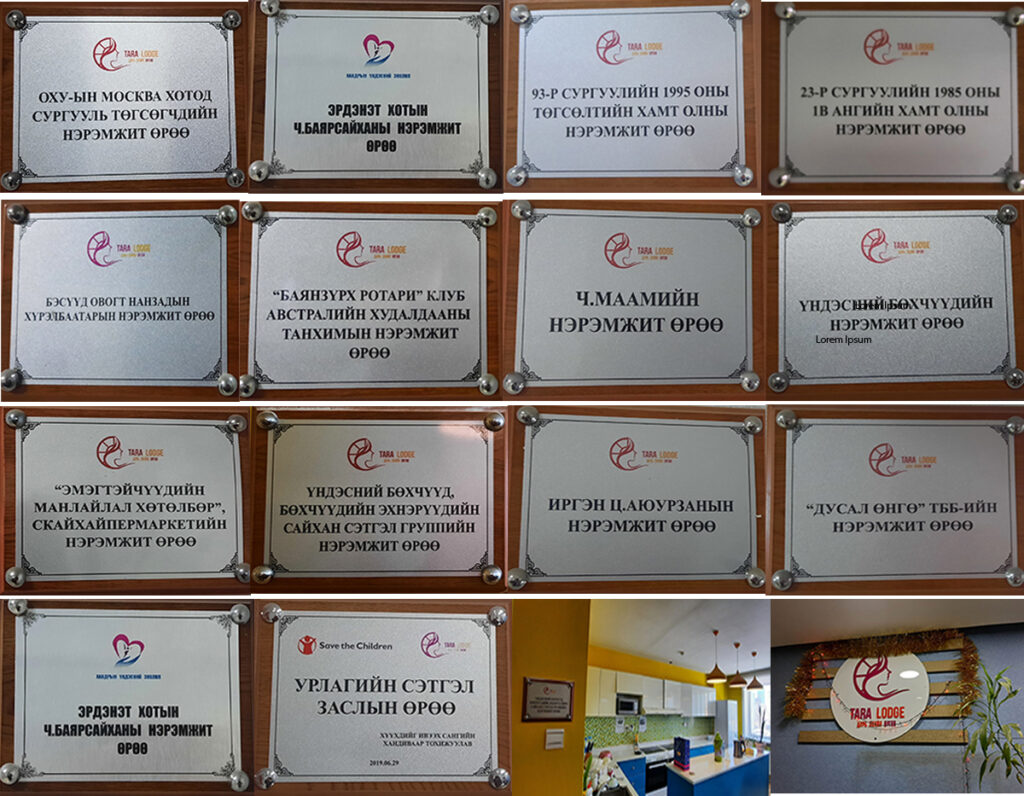 TARA LODGE
ОХУ-ЫН МОСКВА ХОТОД
СУРГУУЛЬ ТӨГСӨГЧДИЙН
НЭРЭМЖИТ ӨРӨӨ
ЭРДЭНЭТ ХОТЫН
Ч.БАЯРСАЙХАНЫ НЭРЭМЖИТ
ӨРӨӨ
TARA LODGE
93-Р СУРГУУЛИЙН 1995 ОНЫ
ТӨГСӨЛТИЙН ХАМТ ОЛНЫ
НЭРЭМЖИТ ӨРӨӨ
TARA LODGE
23-Р СУРГУУЛИЙН 1985 ОНЫ
1В АНГИЙН ХАМТ ОЛНЫ
НЭРЭМЖИТ ӨРӨӨ
TARA LODGE
БЭСҮҮД ОВОГТ НАНЗАДЫН
ХҮРЭЛБААТАРЫН НЭРЭМЖИТ ӨРӨӨ
TARA LODGE
“БАЯНЗҮРХ РОТАРИ” КЛУБ
АВСТРАЛИЙН ХУДАЛДААНЫ
ТАНХИМЫН НЭРЭМЖИТ
ӨРӨӨ
TARA LODGE
Ч.МААМИЙН
НЭРЭМЖИТ ӨРӨӨ
TARA LODGE
ҮНДЭСНИЙ БӨХЧҮҮДИЙН
Lorem Ipsum
НЭРЭМЖИТ ӨРӨӨ
Lorem Ipsum
TARA LODGE
“ЭМЭГТЭЙЧҮҮДИЙН
МАНЛАЙЛАЛ ХӨТӨЛБӨР”,
СКАЙХАЙПЕРМАРКЕТИЙН
НЭРЭМЖИТ ӨРӨӨ
TARA LODGE
ҮНДЭСНИЙ БӨХЧҮҮД,
БӨХЧҮҮДИЙН ЭХНЭРҮҮДИЙН
САЙХАН СЭТГЭЛ ГРУППИЙН
НЭРЭМЖИТ ӨРӨӨ
TARA LODGE
ИРГЭН Ц.АЮУРЗАНЫН
НЭРЭМЖИТ ӨРӨӨ
TARA LODGE
“ДУСАЛ ӨНГӨ” ТББ-ИЙН
НЭРЭМЖИТ ӨРӨӨ
ЭРДЭНЭТ ХОТЫН
Ч.БАЯРСАЙХАНЫ НЭРЭМЖИТ
ӨРӨӨ
Save the Children
TARA LODGE
УРЛАГИЙН СЭТГЭЛ
ЗАСЛЫН ӨРӨӨ
ХҮҮХДИЙГ ИВЭЭХ САНГИЙН
ХАНДИВААР ТОХИЖУУЛАВ
2019.06.29
TARA LODGE